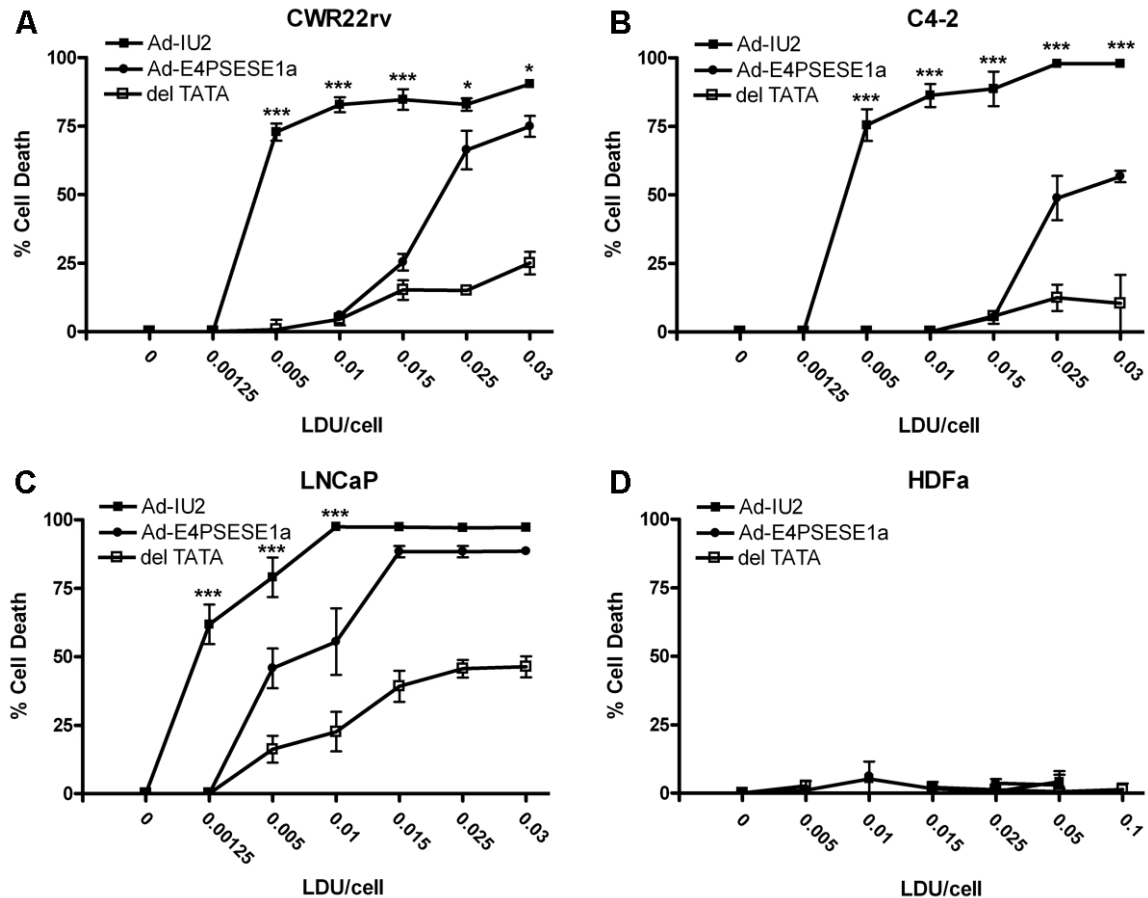 A
CWR22rv
Ad-IU2
Ad-E4PSESE1a
del TATA
% Cell Death
100
75
50
25
0
*** *** *** * *
0 0.00125 0.005 0.01 0.015 0.025 0.03
LDU/cell
B
C4-2
Ad-IU2
Ad-E4PSESE1a
del TATA
% Cell Death
100
75
50
25
0
*** *** *** *** ***
0 0.00125 0.005 0.01 0.015 0.025 0.03
LDU/cell
C
LNCaP
Ad-IU2
Ad-E4PSESE1a
del TATA
% Cell Death
100
75
50
25
0
*** *** ***
0 0.00125 0.005 0.01 0.015 0.025 0.03
LDU/cell
D
HDFa
Ad-IU2
Ad-E4PSESE1a
del TATA
% Cell Death
100
75
50
25
0
0 0.005 0.01 0.015 0.025 0.05 0.1
LDU/cell